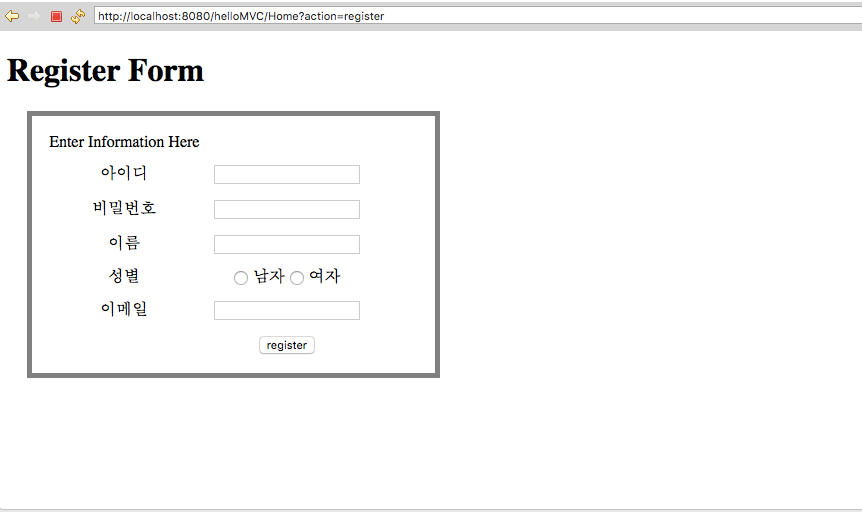 http://localhost:8080/helloMVC/Home?action=register
Register Form
Enter Information Here
아이디
비밀번호
이름
성별 남자 여자
이메일
register